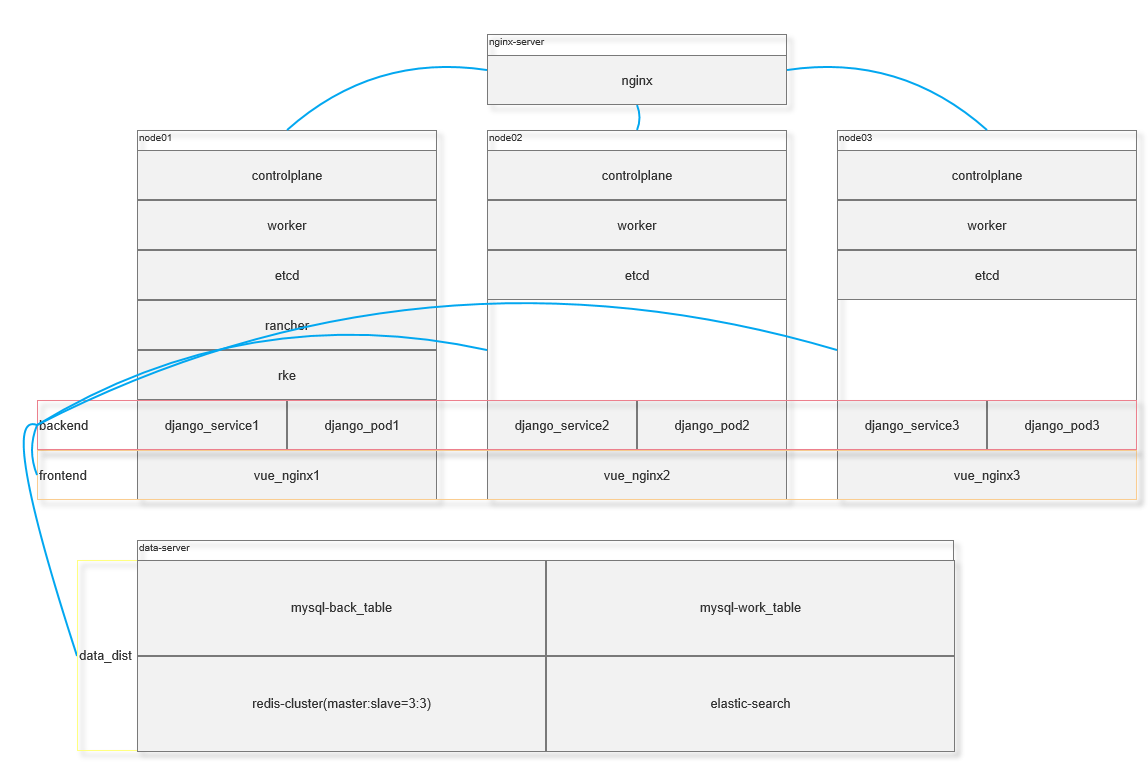 nginx-server
nginx
node01
node02
node03
controlplane
controlplane
controlplane
worker
worker
worker
etcd
etcd
etcd
rancher
rke
backend
django_service1
django_pod1
django_service2
django_pod2
django_service3
django_pod3
frontend
vue_nginx1
vue_nginx2
vue_nginx3
data-server
mysql-back_table
mysql-work_table
data_dist
redis-cluster(master:slave=3:3)
elastic-search